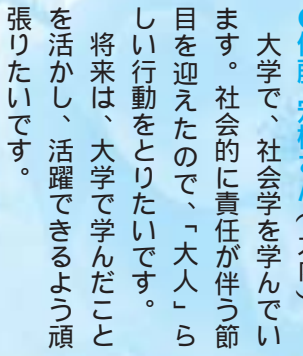 大学で、社会学を学んでい
ます。社会的に責任が伴う節
目を迎えたので、「大人」ら
しい行動をとりたいです。
　将来は、大学で学んだこと
を活かし、活躍できるよう頑
張りたいです。